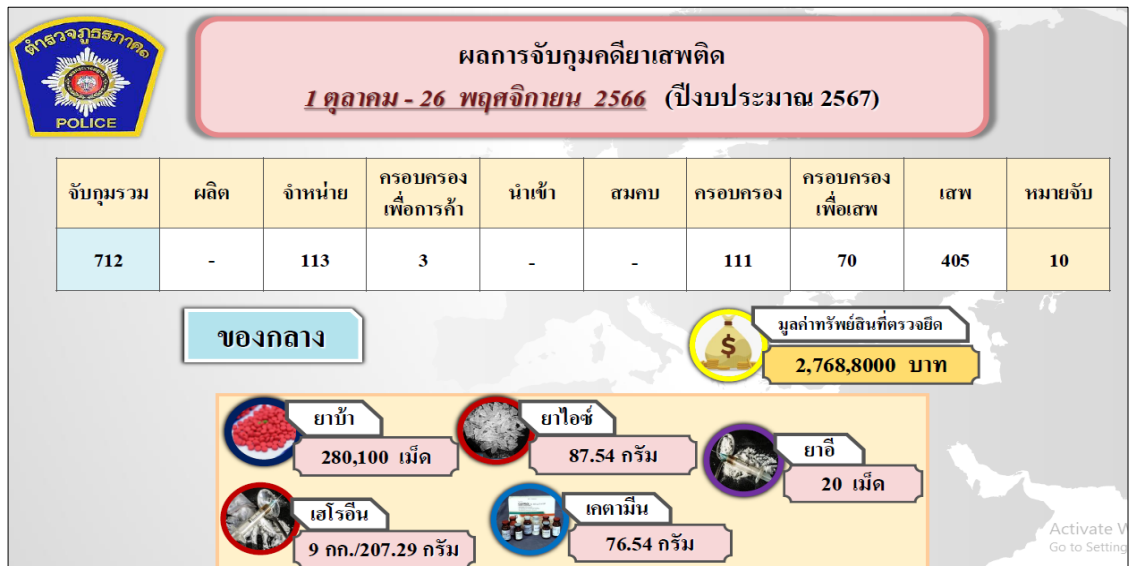 ตำรวจภูธรภาค
POLICE
ผลการจับกุมคดียาเสพติด
1 ตุลาคม - 26 พฤศจิกายน 2566 (ปีงบประมาณ 2567)
จับกุมรวม ผลิต จำหน่าย ครอบครองเพื่อการค้า นำเข้า สมคบ ครอบครอง ครอบครองเพื่อเสพ เสพ หมายจับ
712 - 113 3 - - 111 70 405 10
ของกลาง
มูลค่าทรัพย์สินที่ตรวจยึด
2,768,8000 บาท
ยาบ้า
280,100 เม็ด
ยาไอซ์
87.54 กรัม
ยาอี
20 เม็ด
เฮโรอีน
9 กก./207.29 กรัม
เคตามีน
76.54 กรัม
Activate W
Go to Setting